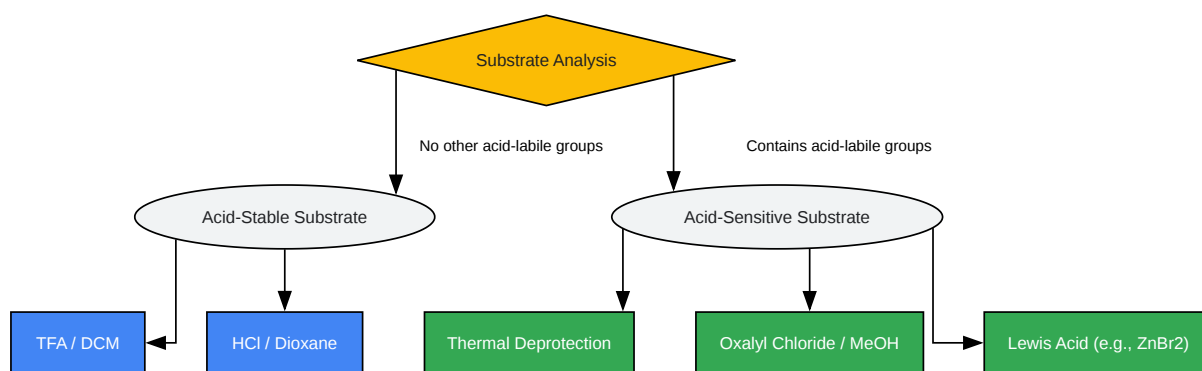 Substrate Analysis
No other acid-labile groups
Contains acid-labile groups
Acid-Stable Substrate
Acid-Sensitive Substrate
TFA / DCM
HCl / Dioxane
Thermal Deprotection
Oxalyl Chloride / MeOH
Lewis Acid (e.g., ZnBr2)